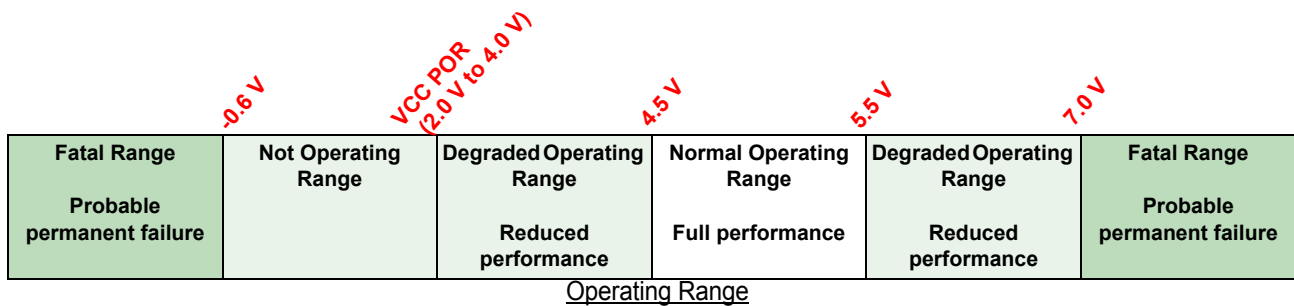 -0.6 V
VCC POR
(2.0 V to 4.0 V)
4.5 V
5.5 V
7.0 V
Fatal Range
Probable
permanent failure
Not Operating
Range
Degraded Operating
Range
Reduced
performance
Normal Operating
Range
Full performance
Degraded Operating
Range
Reduced
performance
Fatal Range
Probable
permanent failure
Operating Range